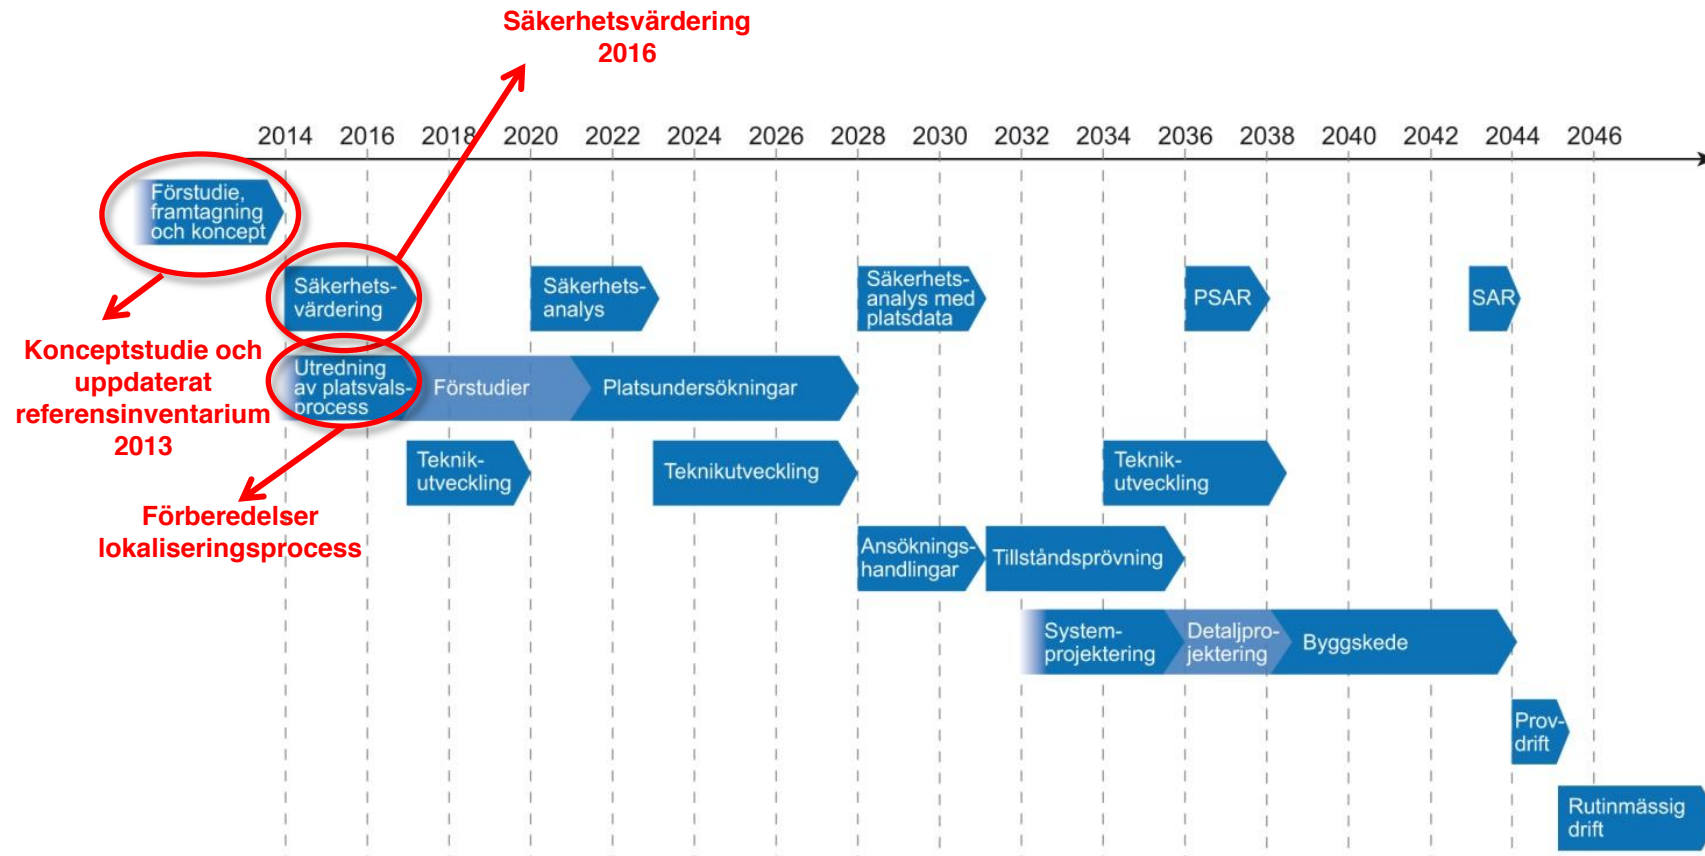 Säkerhetsvärdering
2016
2014 2016 2018 2020 2022 2024 2026 2028 2030 2032 2034 2036 2038 2040 2042 2044 2046
Förstudie,
framtagning
och koncept
Säkerhets-
värdering
Säkerhets-
analys
Säkerhets-
analys med
platsdata
PSAR
SAR
Konceptstudie och
uppdaterat
referensinventarium
2013
Utredning
av platsvals-
process
Förstudier
Platsundersökningar
Teknik-
utveckling
Teknikutveckling
Teknik-
utveckling
Förberedelser
lokaliseringsprocess
Ansöknings-
handlingar
Tillståndsprövning
System-
projektering
Detaljpro-
jektering
Byggskede
Prov-
drift
Rutinmässig
drift